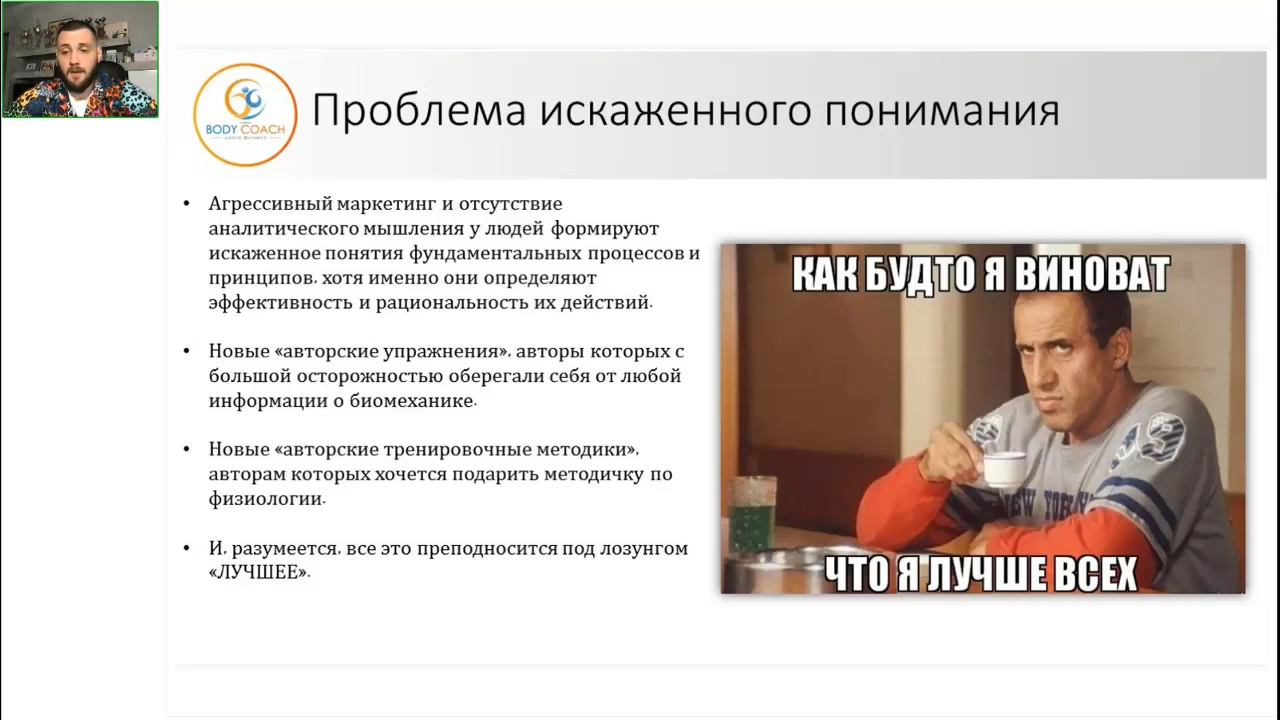 BODY COACH
Проблема искаженного понимания
• Агрессивный маркетинг и отсутствие
аналитического мышления у людей формируют
искаженное понятия фундаментальных процессов и
принципов, хотя именно они определяют
эффективность и рациональность их действий.
• Новые «авторские упражнения», авторы которых с
большой осторожностью оберегали себя от любой
информации о биомеханике.
• Новые «авторские тренировочные методики»,
авторам которых хочется подарить методичку по
физиологии.
• И, разумеется, все это преподносится под лозунгом
«ЛУЧШЕЕ».
КАК БУДТО Я ВИНОВАТ
NEW YORK
ЧТО Я ЛУЧШЕ ВСЕХ